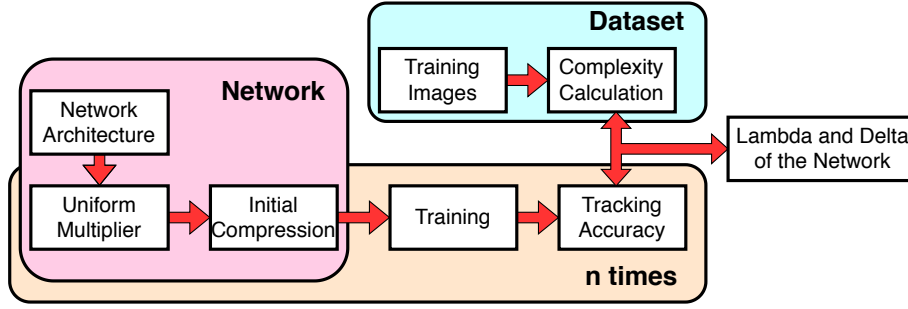 Dataset
Training
Images
Complexity
Calculation
Network
Network
Architecture
Lambda and Delta
of the Network
Uniform
Multiplier
Initial
Compression
Training
Tracking
Accuracy
n times